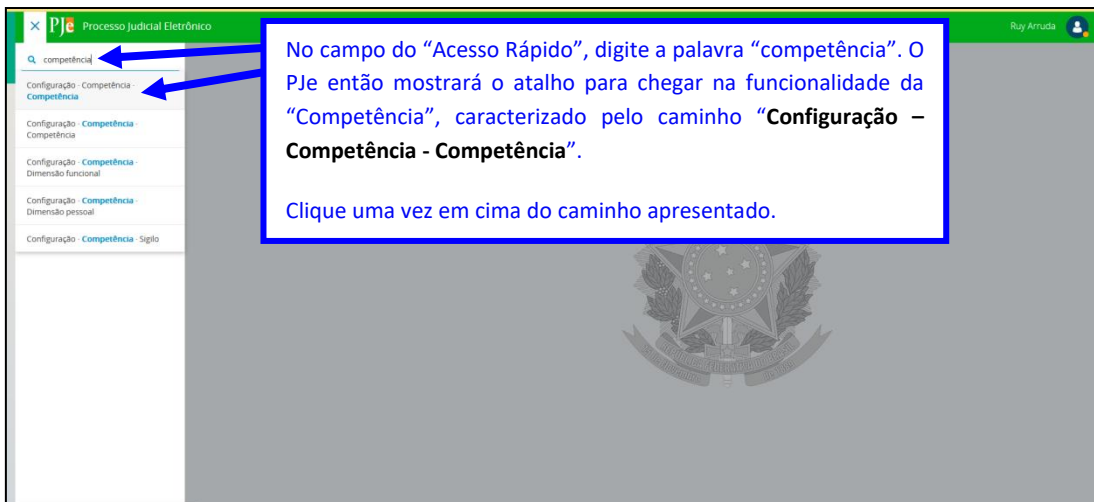 PJe Processo Judicial Eletrônico
Ruy Arruda
competência
Configuração - Competência -
Competência
Configuração - Competência -
Competência
Configuração - Competência -
Dimensão funcional
Configuração - Competência -
Dimensão pessoal
Configuração - Competência - Sigilo
No campo do “Acesso Rápido”, digite a palavra “competência”. O
PJe então mostrará o atalho para chegar na funcionalidade da
“Competência”, caracterizado pelo caminho “Configuração –
Competência - Competência”.
Clique uma vez em cima do caminho apresentado.